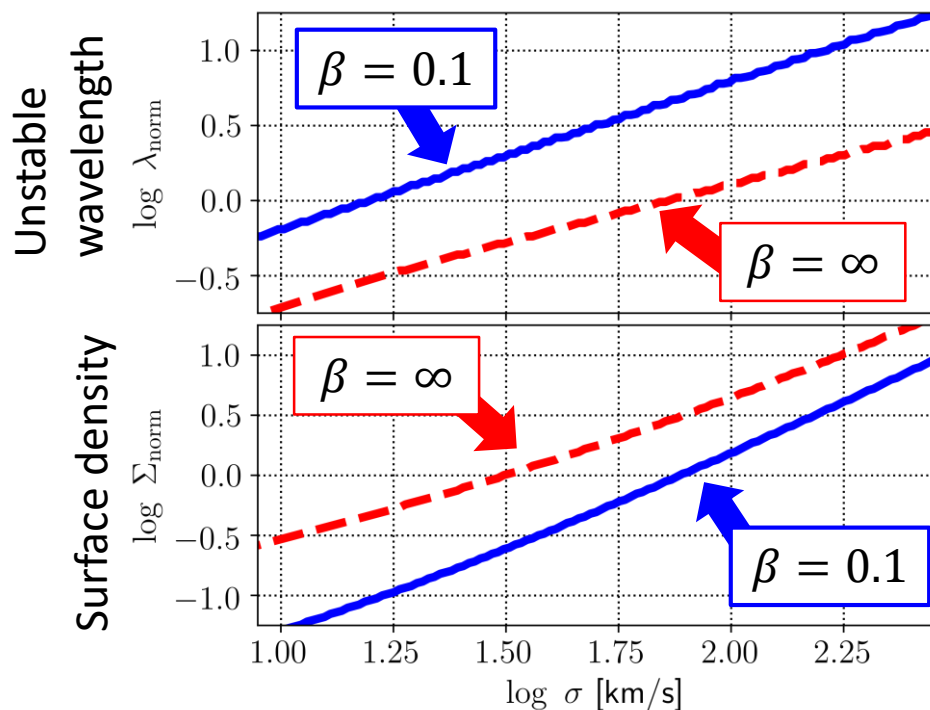 Unstable
wavelength
log λ_norm
1.0
0.5
0.0
−0.5
β = 0.1
β = ∞
Surface density
log Σ_norm
1.0
0.5
0.0
−0.5
−1.0
β = ∞
β = 0.1
1.00 1.25 1.50 1.75 2.00 2.25
log σ [km/s]